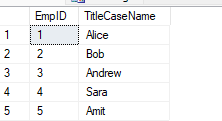 EmpID TitleCaseName
1 1 Alice
2 2 Bob
3 3 Andrew
4 4 Sara
5 5 Amit